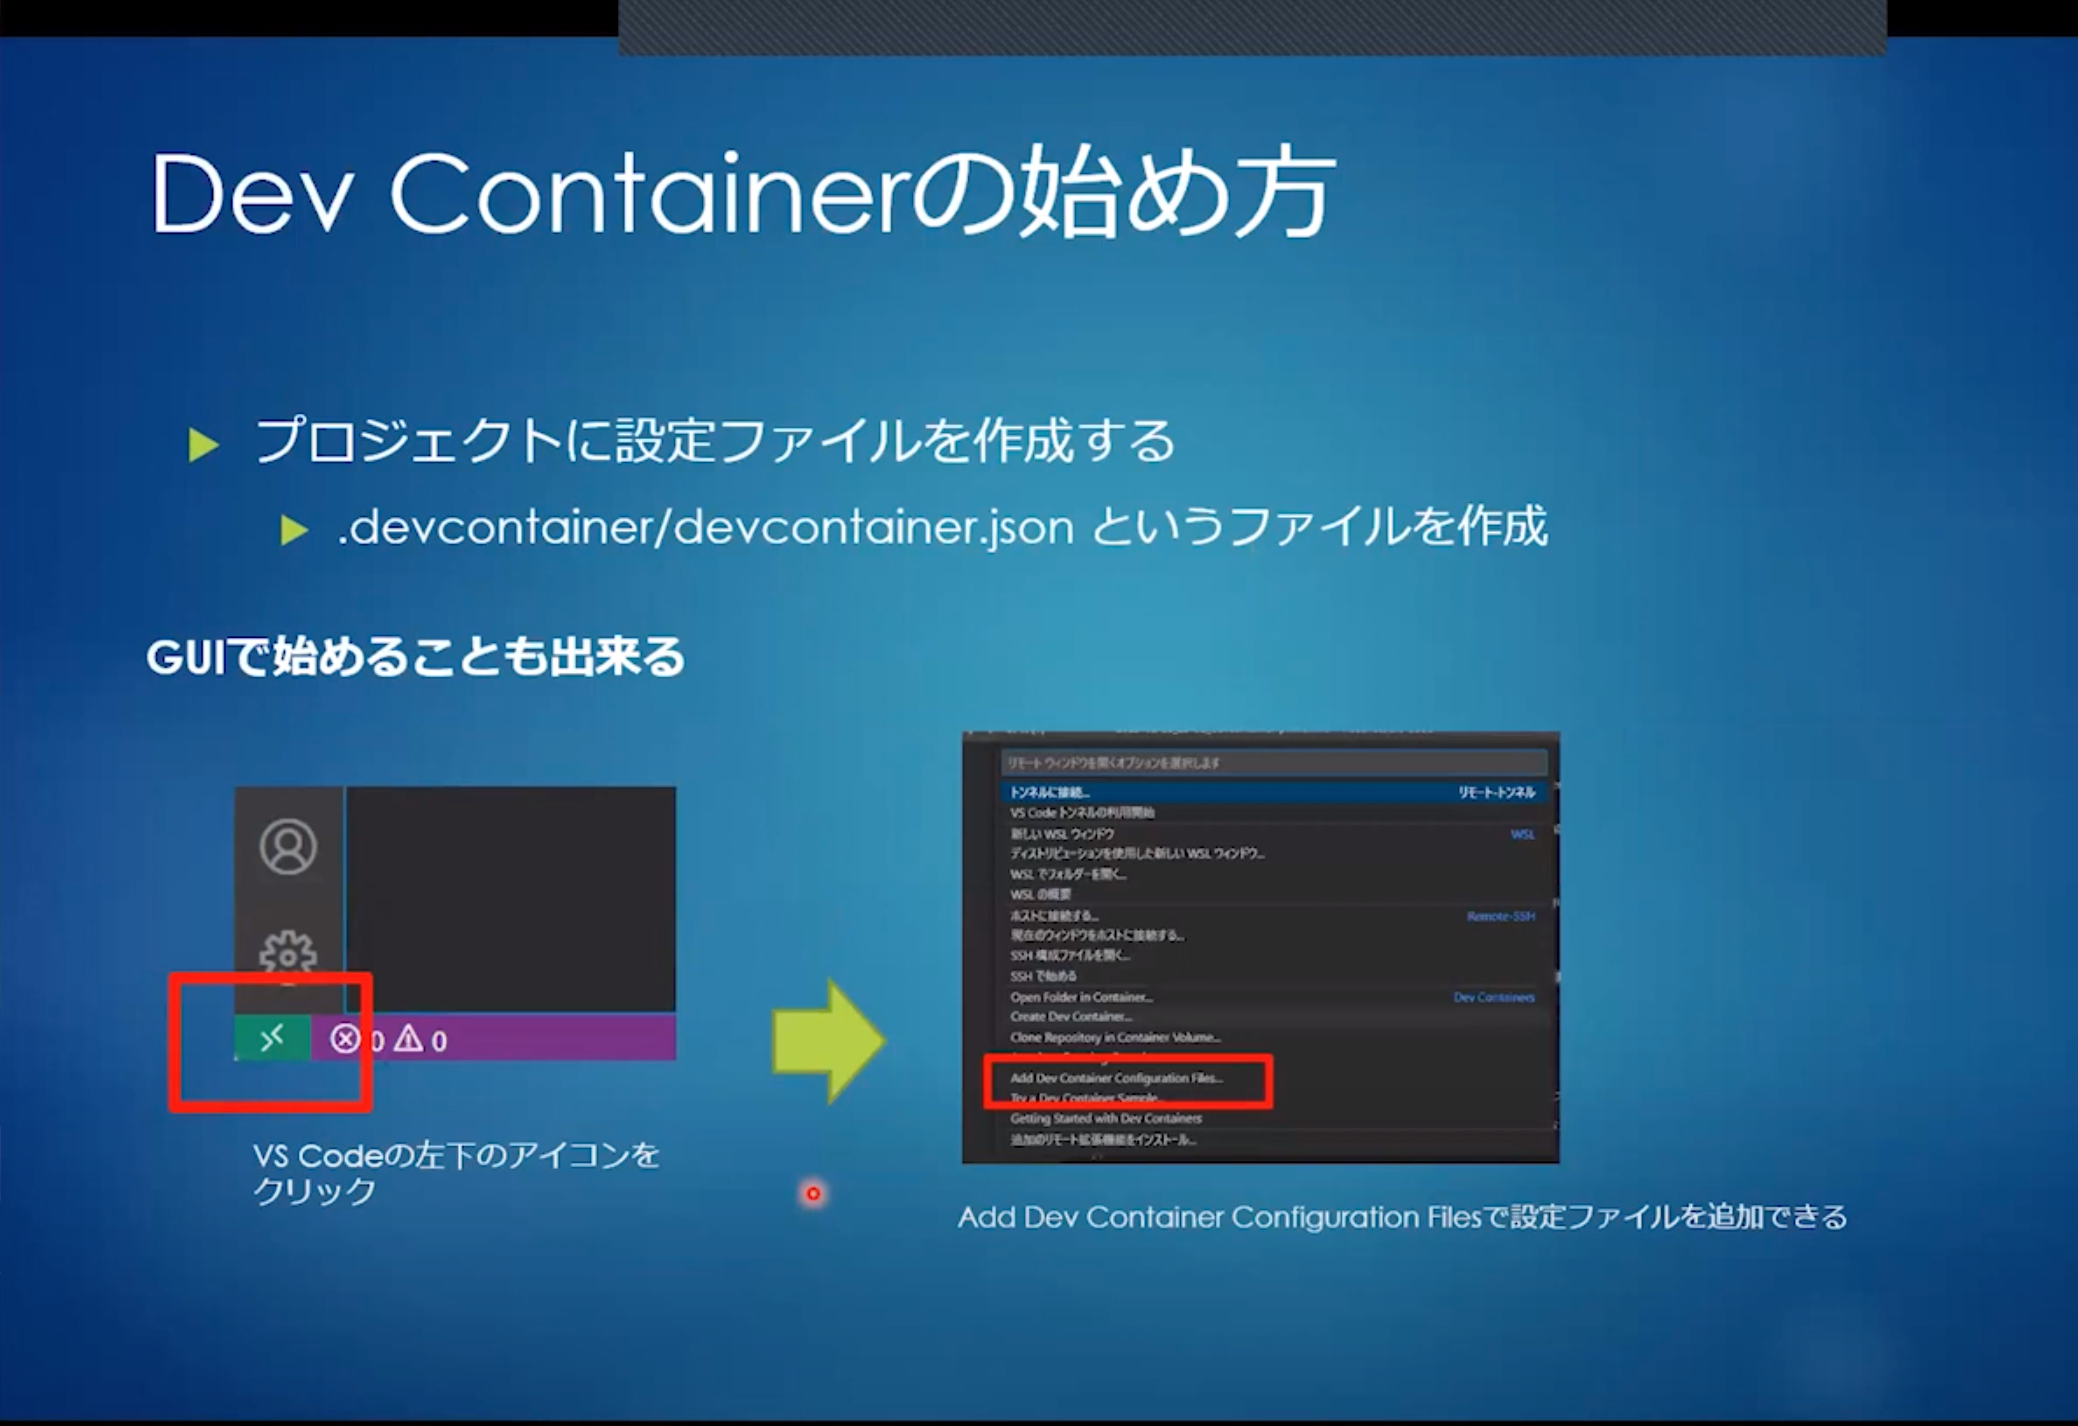 Dev Containerの始め方
プロジェクトに設定ファイルを作成する
.devcontainer/devcontainer.json というファイルを作成
GUIで始めることも出来る
0 0
VS Codeの左下のアイコンを
クリック
リモート ウィンドウを開くオプションを選択します
トンネルに接続... リモート-トンネル
VS Code トンネルの利用開始
新しい WSL ウィンドウ WSL
ディストリビューションを使用した新しい WSL ウィンドウ...
WSL でフォルダーを開く...
WSL の概要
ホストに接続する... Remote-SSH
現在のウィンドウをホストに接続する...
SSH 構成ファイルを開く...
SSH で始める
Open Folder in Container... Dev Containers
Create Dev Container...
Clone Repository in Container Volume...
Add Dev Container Configuration Files...
Try a Dev Container Sample...
Getting Started with Dev Containers
追加のリモート拡張機能をインストール...
Add Dev Container Configuration Filesで設定ファイルを追加できる